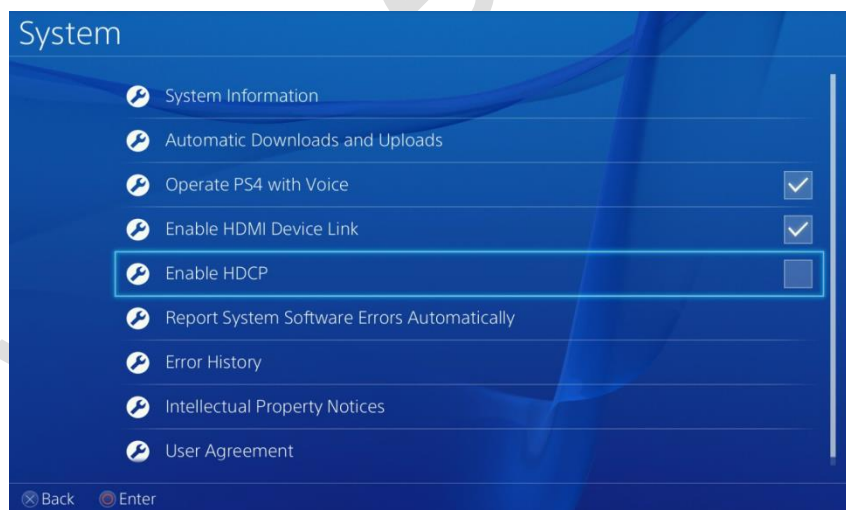 System
System Information
Automatic Downloads and Uploads
Operate PS4 with Voice
Enable HDMI Device Link
Enable HDCP
Report System Software Errors Automatically
Error History
Intellectual Property Notices
User Agreement
Back Enter